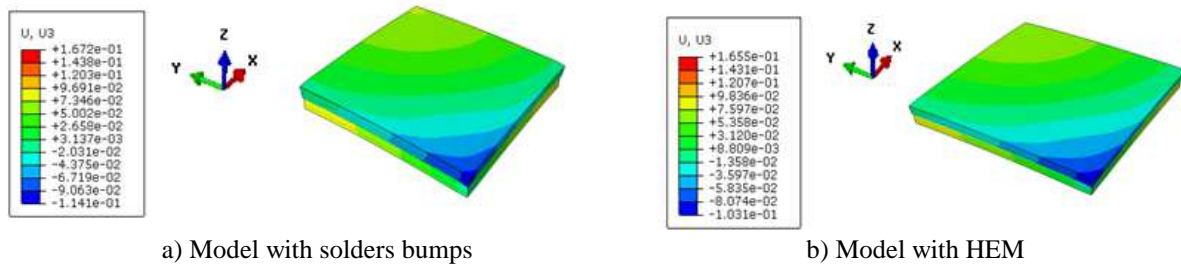 U, U3
+1.672e-01
+1.438e-01
+1.203e-01
+9.691e-02
+7.346e-02
+5.002e-02
+2.658e-02
+3.137e-03
-2.031e-02
-4.375e-02
-6.719e-02
-9.063e-02
-1.141e-01
Z
Y
X
a) Model with solders bumps
U, U3
+1.655e-01
+1.431e-01
+1.207e-01
+9.836e-02
+7.597e-02
+5.358e-02
+3.120e-02
+8.809e-03
-1.358e-02
-3.597e-02
-5.835e-02
-8.074e-02
-1.031e-01
Z
Y
X
b) Model with HEM